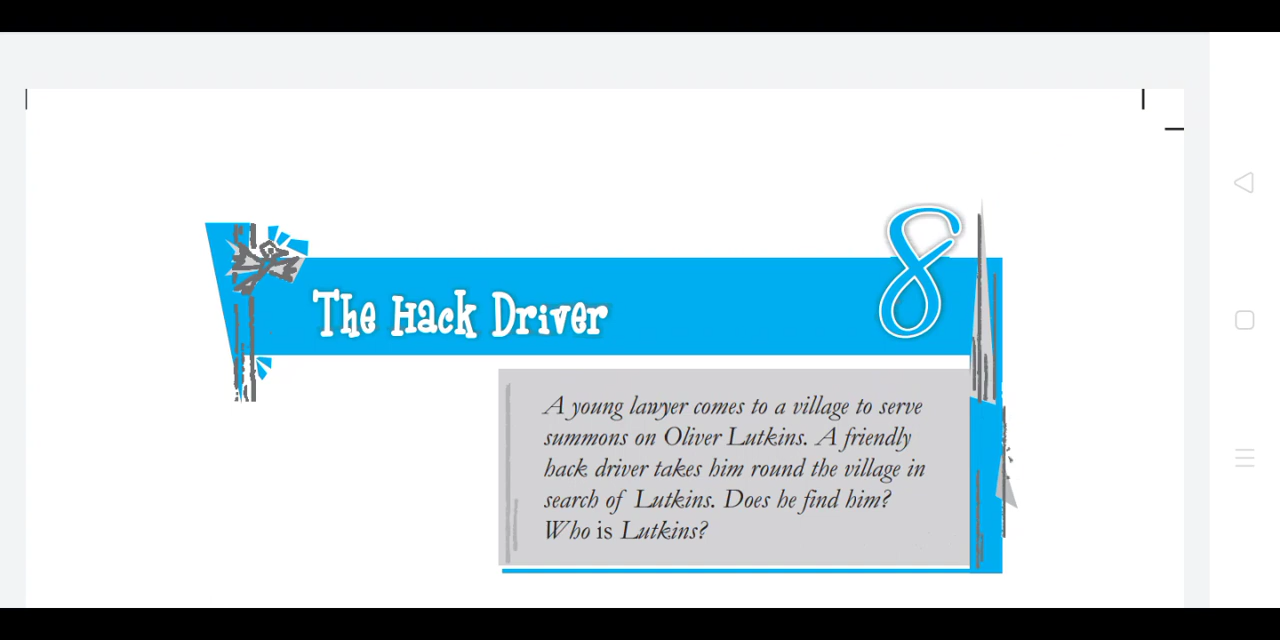 8
The Hack Driver
A young lawyer comes to a village to serve
summons on Oliver Lutkins. A friendly
hack driver takes him round the village in
search of Lutkins. Does he find him?
Who is Lutkins?